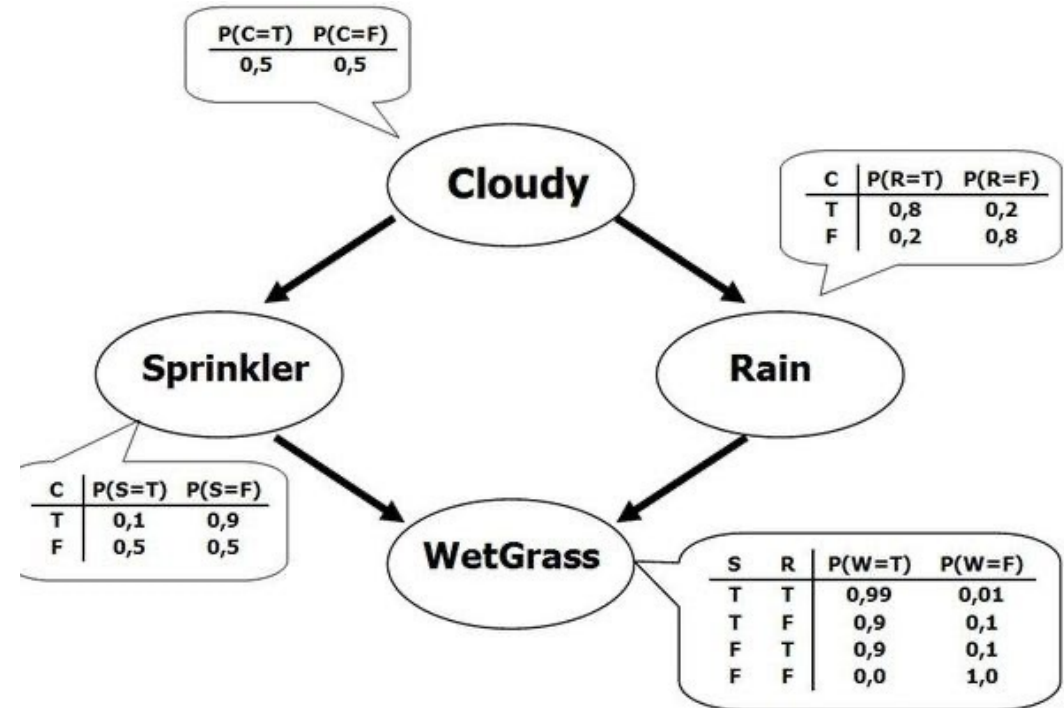 P(C=T) P(C=F)
0,5 0,5
Cloudy
C P(R=T) P(R=F)
T 0,8 0,2
F 0,2 0,8
Sprinkler
Rain
C P(S=T) P(S=F)
T 0,1 0,9
F 0,5 0,5
WetGrass
S R P(W=T) P(W=F)
T T 0,99 0,01
T F 0,9 0,1
F T 0,9 0,1
F F 0,0 1,0